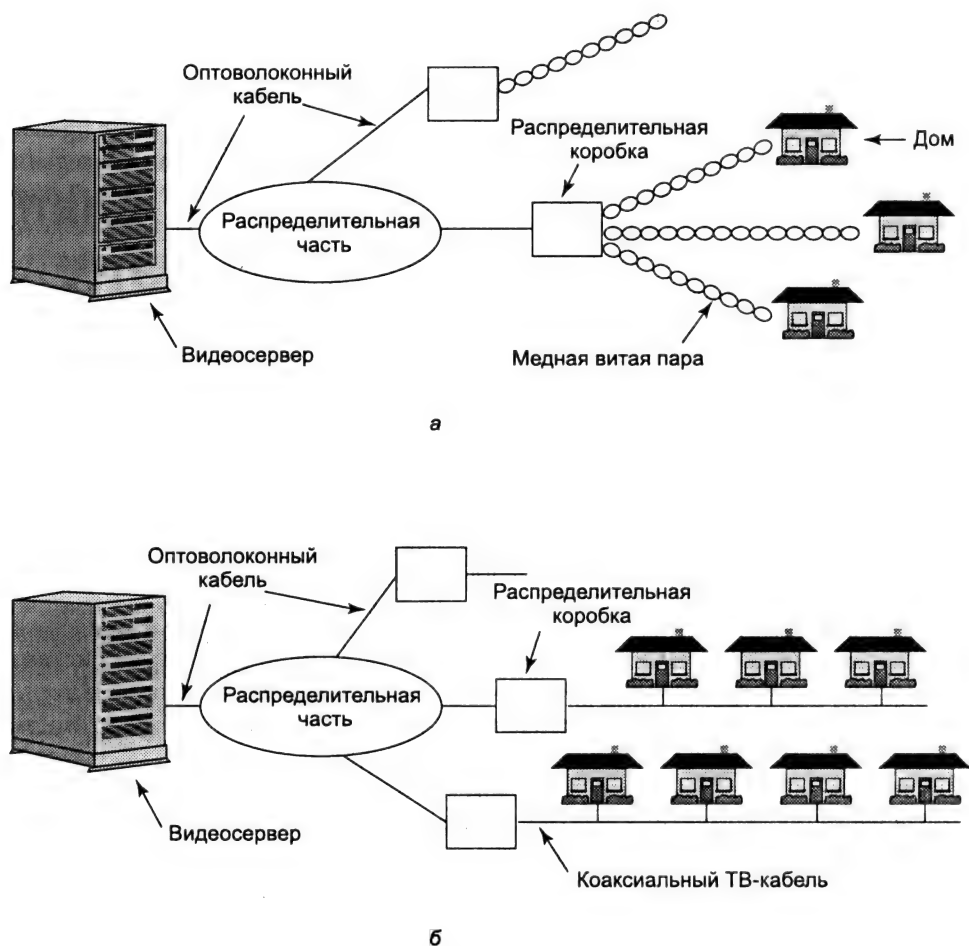 Оптоволоконный
кабель
Распределительная
коробка
Дом
Распределительная
часть
Видеосервер
Медная витая пара
а
Оптоволоконный
кабель
Распределительная
коробка
Распределительная
часть
Видеосервер
Коаксиальный ТВ-кабель
б